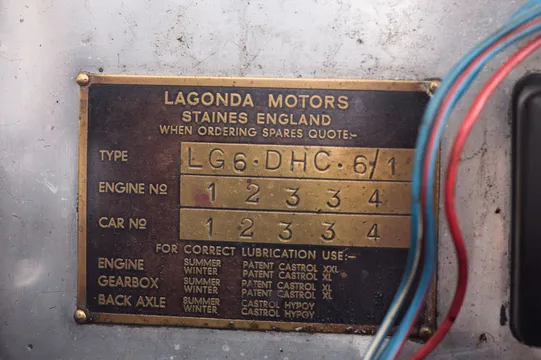 LAGONDA MOTORS
STAINES ENGLAND
WHEN ORDERING SPARES QUOTE:-
TYPE LG6·DHC·6/1
ENGINE Nº 1 2 3 3 4
CAR Nº 1 2 3 3 4
FOR CORRECT LUBRICATION USE:-
ENGINE SUMMER PATENT CASTROL XXL
WINTER PATENT CASTROL XL
GEARBOX SUMMER PATENT CASTROL XL
WINTER PATENT CASTROL XL
BACK AXLE SUMMER CASTROL HYPOY
WINTER CASTROL HYPOY